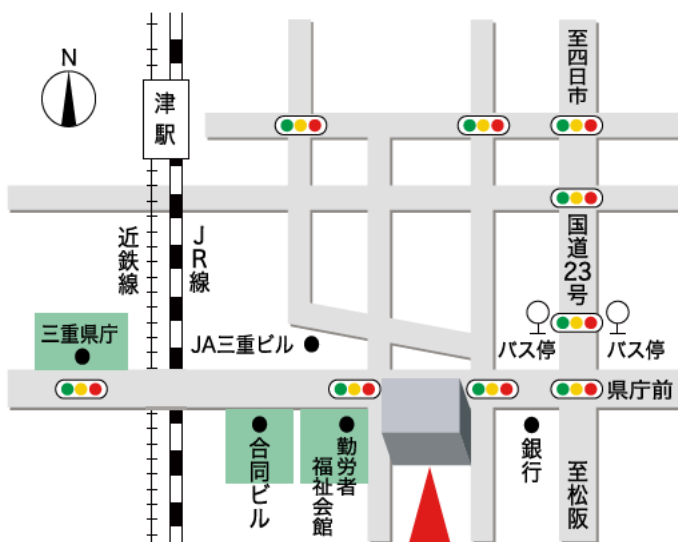 N
津駅
至四日市
国道23号
近鉄線
JR線
三重県庁
JA三重ビル
バス停
バス停
県庁前
合同ビル
勤労者
福祉会館
銀行
至松阪